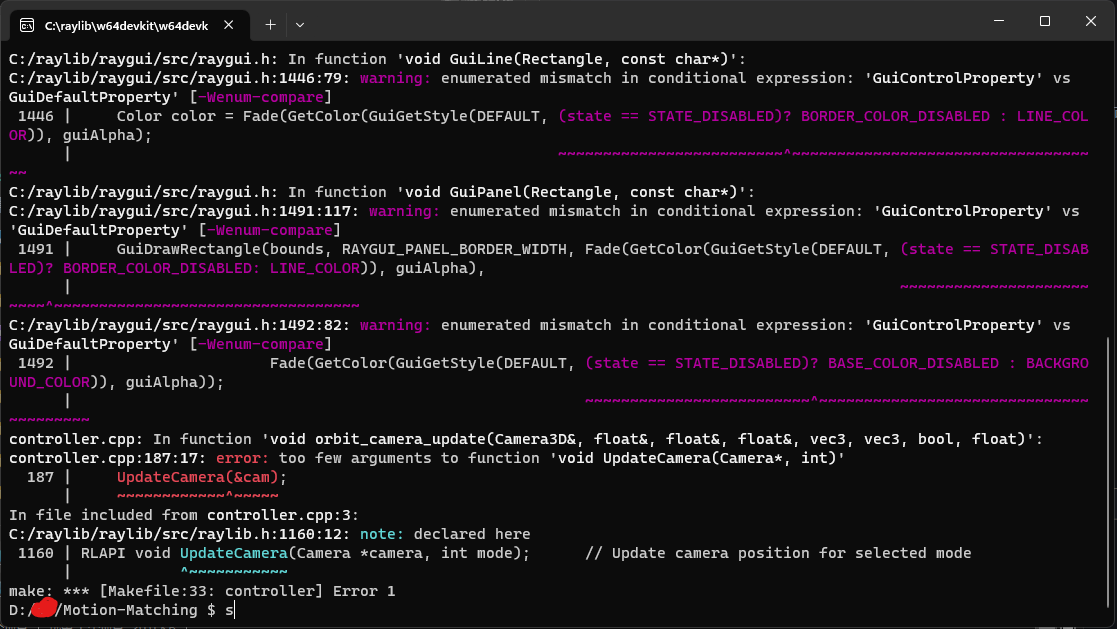 C:\raylib\w64devkit\w64devk
C:/raylib/raygui/src/raygui.h: In function 'void GuiLine(Rectangle, const char*)':
C:/raylib/raygui/src/raygui.h:1446:79: warning: enumerated mismatch in conditional expression: 'GuiControlProperty' vs
GuiDefaultProperty' [-Wenum-compare]
1446 |     Color color = Fade(GetColor(GuiGetStyle(DEFAULT, (state == STATE_DISABLED)? BORDER_COLOR_DISABLED : LINE_COL
OR)), guiAlpha);
|                                                      ~~~~~~~~~~~~~~~~~~~~~~~~~^~~~~~~~~~~~~~~~~~~~~~~~~~~~~~~~~~
~~
C:/raylib/raygui/src/raygui.h: In function 'void GuiPanel(Rectangle, const char*)':
C:/raylib/raygui/src/raygui.h:1491:117: warning: enumerated mismatch in conditional expression: 'GuiControlProperty' vs
'GuiDefaultProperty' [-Wenum-compare]
1491 |     GuiDrawRectangle(bounds, RAYGUI_PANEL_BORDER_WIDTH, Fade(GetColor(GuiGetStyle(DEFAULT, (state == STATE_DISAB
LED)? BORDER_COLOR_DISABLED: LINE_COLOR)), guiAlpha),
|                                                                                            ~~~~~~~~~~~~~~~~~~~~~
~~~~^~~~~~~~~~~~~~~~~~~~~~~~~~~~~~~~~~~
C:/raylib/raygui/src/raygui.h:1492:82: warning: enumerated mismatch in conditional expression: 'GuiControlProperty' vs
GuiDefaultProperty' [-Wenum-compare]
1492 |                      Fade(GetColor(GuiGetStyle(DEFAULT, (state == STATE_DISABLED)? BASE_COLOR_DISABLED : BACKGRO
UND_COLOR)), guiAlpha));
|                                                         ~~~~~~~~~~~~~~~~~~~~~~~~~^~~~~~~~~~~~~~~~~~~~~~~~~~~~~~~
~~~~~~~~~
controller.cpp: In function 'void orbit_camera_update(Camera3D&, float&, float&, float&, vec3, vec3, bool, float)':
controller.cpp:187:17: error: too few arguments to function 'void UpdateCamera(Camera*, int)'
187 |     UpdateCamera(&cam);
|     ~~~~~~~~~~~~^~~~~~
In file included from controller.cpp:3:
C:/raylib/raylib/src/raylib.h:1160:12: note: declared here
1160 | RLAPI void UpdateCamera(Camera *camera, int mode);      // Update camera position for selected mode
|            ^~~~~~~~~~~~
make: *** [Makefile:33: controller] Error 1
D:/ /Motion-Matching $ s